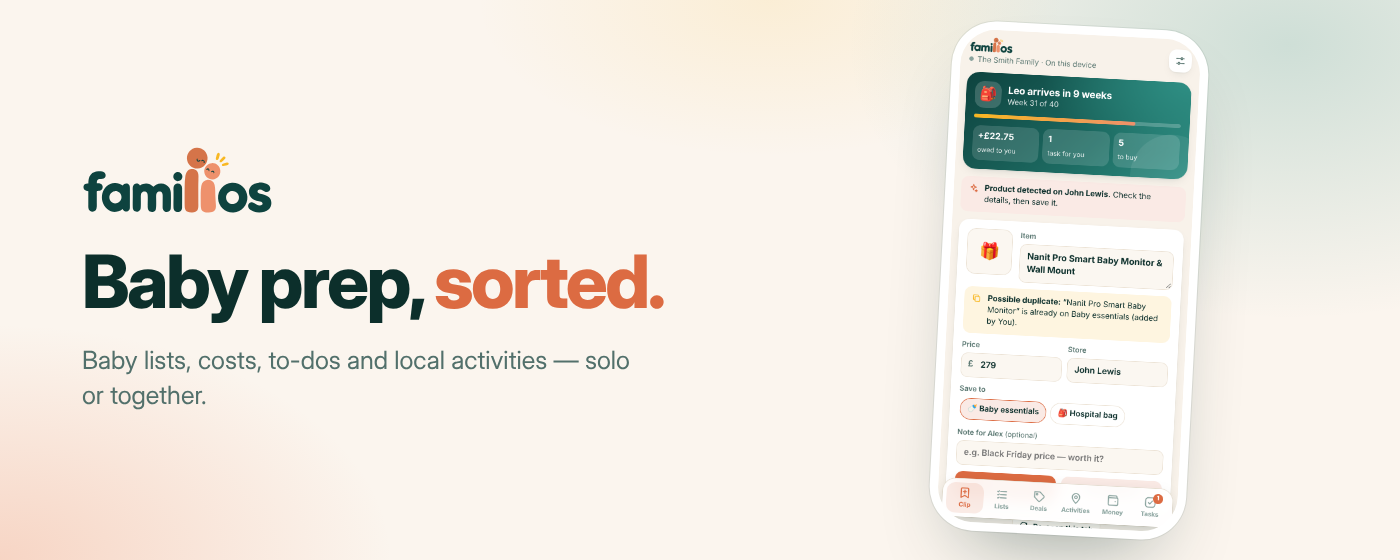 familios
Baby prep, sorted.
Baby lists, costs, to-dos and local activities — solo
or together.
familios
The Smith Family · On this device
Leo arrives in 9 weeks
Week 31 of 40
+£22.75
owed to you
1
task for you
5
to buy
Product detected on John Lewis. Check the
details, then save it.
Item
Nanit Pro Smart Baby Monitor &
Wall Mount
Possible duplicate: "Nanit Pro Smart Baby
Monitor" is already on Baby essentials (added
by You).
Price
£ 279
Store
John Lewis
Save to
Baby essentials
Hospital bag
Note for Alex (optional)
e.g. Black Friday price — worth it?
Clip
Lists
Deals
Activities
Money
1
Tasks